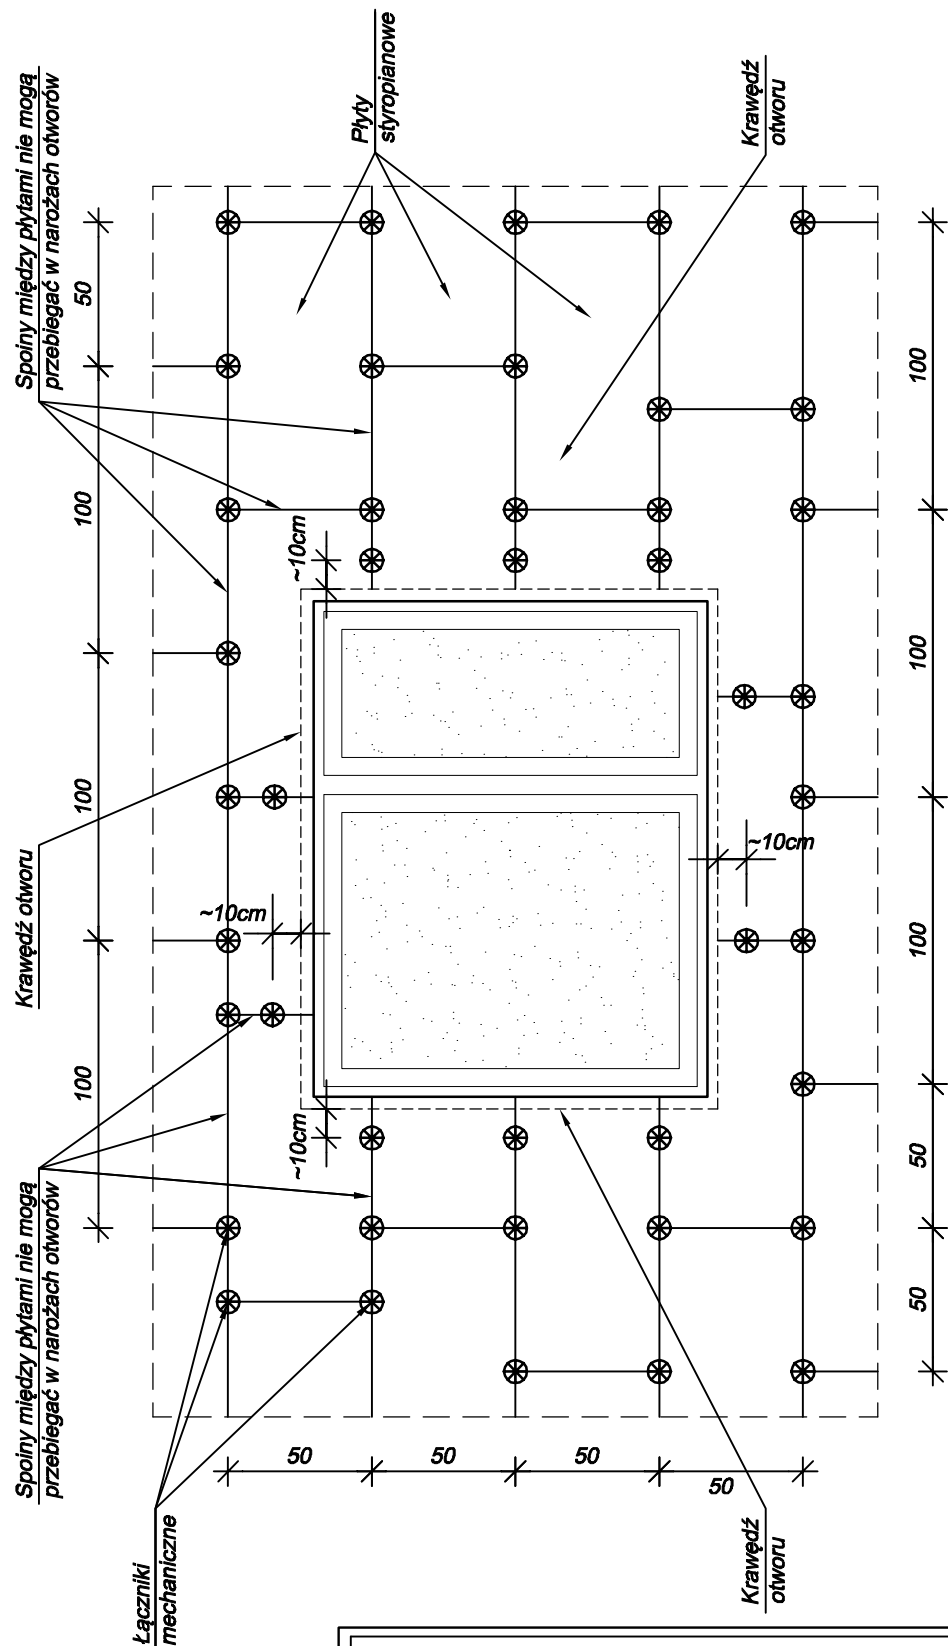 Spoiny między płytami nie mogą
przebiegać w narożach otworów
Krawędź otworu
Spoiny między płytami nie mogą
przebiegać w narożach otworów
Płyty
styropianowe
Krawędź
otworu
Łączniki
mechaniczne
Krawędź
otworu
100
100
100
100
50
~10cm
~10cm
~10cm
~10cm
50
50
50
50
50
50
100
100
100
100